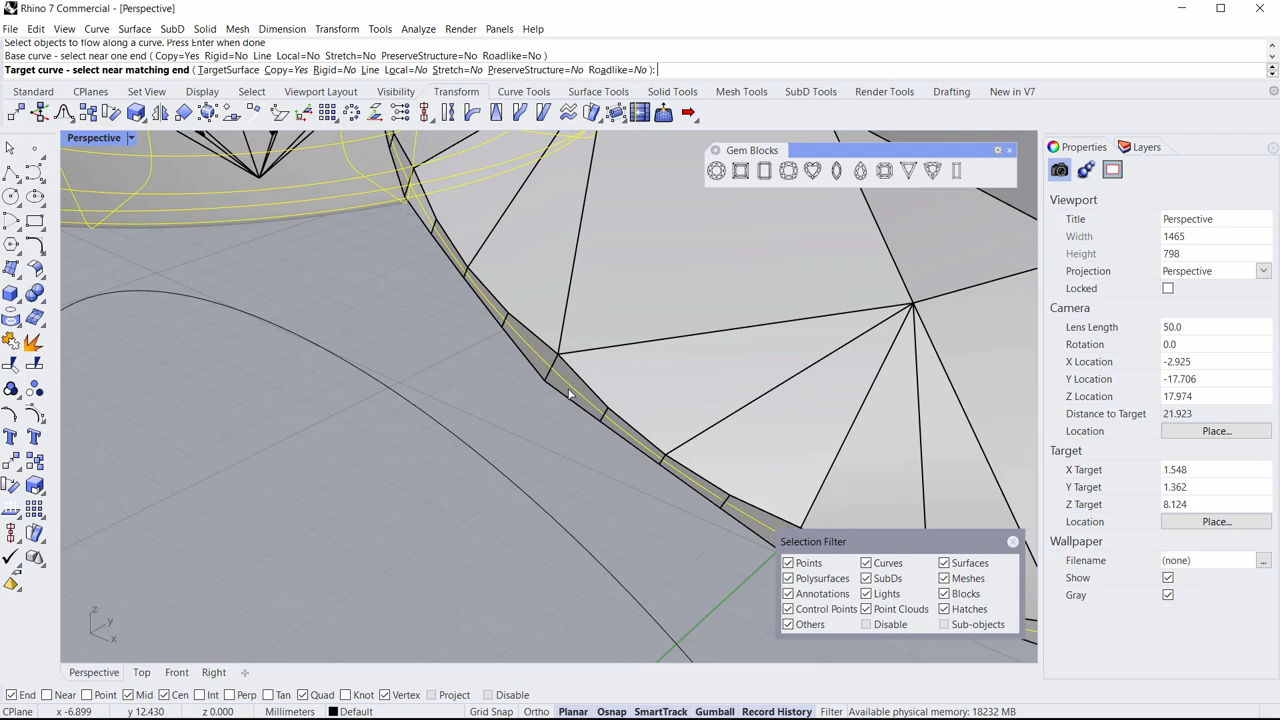 Rhino 7 Commercial - [Perspective]
File Edit View Curve Surface SubD Solid Mesh Dimension Transform Tools Analyze Render Panels Help
Select objects to flow along a curve. Press Enter when done
Base curve - select near one end ( Copy=Yes Rigid=No Line Local=No Stretch=No PreserveStructure=No Roadlike=No )
Target curve - select near matching end ( TargetSurface Copy=Yes Rigid=No Line Local=No Stretch=No PreserveStructure=No Roadlike=No ):
Standard CPlanes Set View Display Select Viewport Layout Visibility Transform Curve Tools Surface Tools Solid Tools Mesh Tools SubD Tools Render Tools Drafting New in V7
Perspective
Gem Blocks
Properties Layers
Viewport
Title Perspective
Width 1465
Height 798
Projection Perspective
Locked
Camera
Lens Length 50.0
Rotation 0.0
X Location -2.925
Y Location -17.706
Z Location 17.974
Distance to Target 21.923
Location Place...
Target
X Target 1.548
Y Target 1.362
Z Target 8.124
Location Place...
Wallpaper
Filename (none) ...
Show
Gray
Selection Filter
Points Curves Surfaces
Polysurfaces SubDs Meshes
Annotations Lights Blocks
Control Points Point Clouds Hatches
Others Disable Sub-objects
z
y
x
Perspective Top Front Right
End Near Point Mid Cen Int Perp Tan Quad Knot Vertex Project Disable
CPlane x -6.899 y 12.430 z 0.000 Millimeters Default Grid Snap Ortho Planar Osnap SmartTrack Gumball Record History Filter Available physical memory: 18232 MB